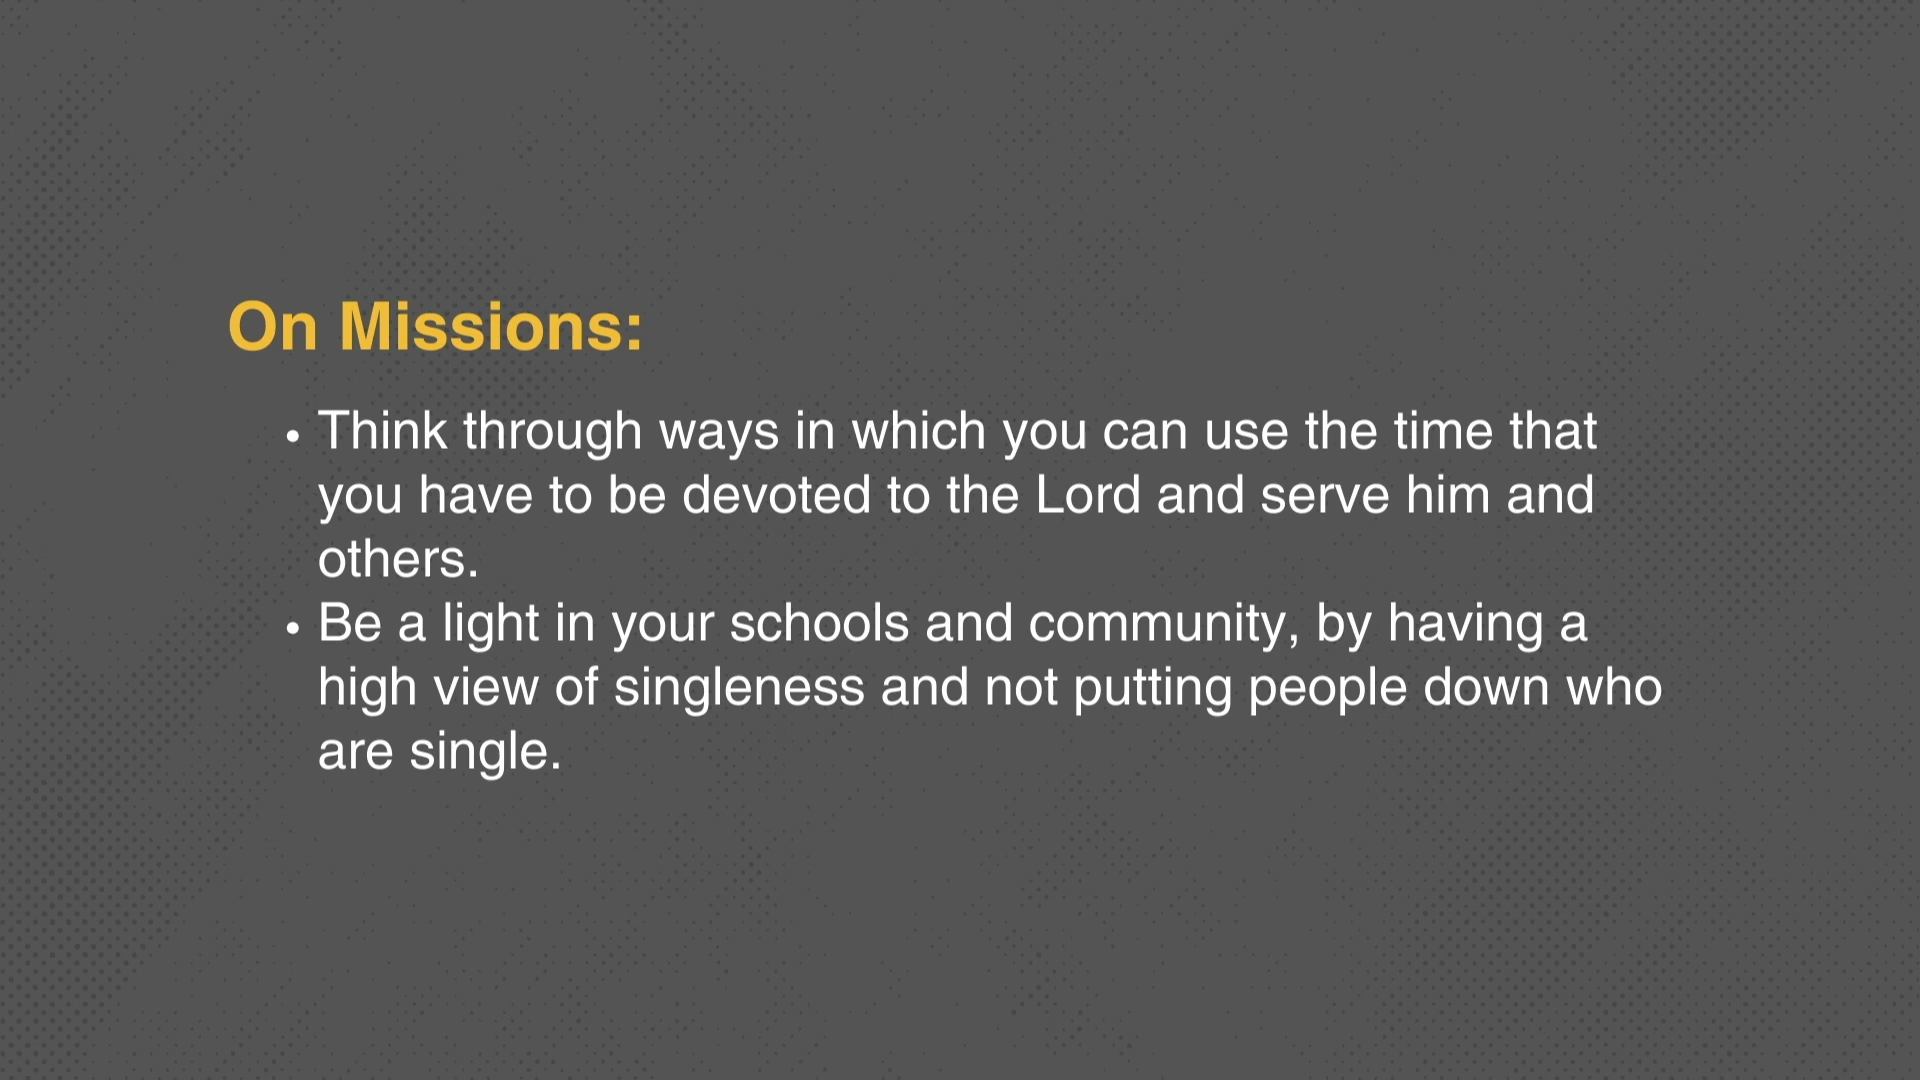 On Missions:
• Think through ways in which you can use the time that
you have to be devoted to the Lord and serve him and
others.
• Be a light in your schools and community, by having a
high view of singleness and not putting people down who
are single.